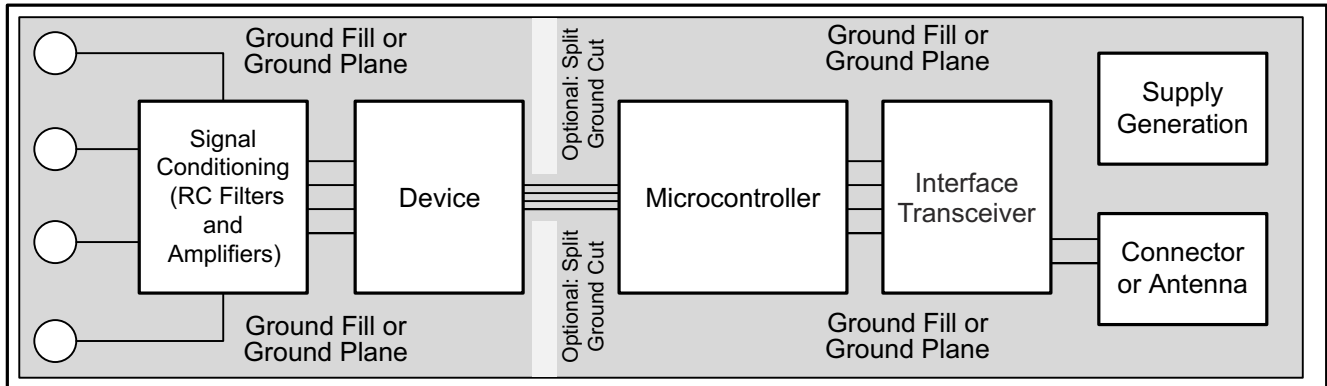 Ground Fill or
Ground Plane
Optional: Split
Ground Cut
Ground Fill or
Ground Plane
Supply
Generation
Signal
Conditioning
(RC Filters
and
Amplifiers)
Device
Microcontroller
Interface
Transceiver
Connector
or Antenna
Ground Fill or
Ground Plane
Optional: Split
Ground Cut
Ground Fill or
Ground Plane